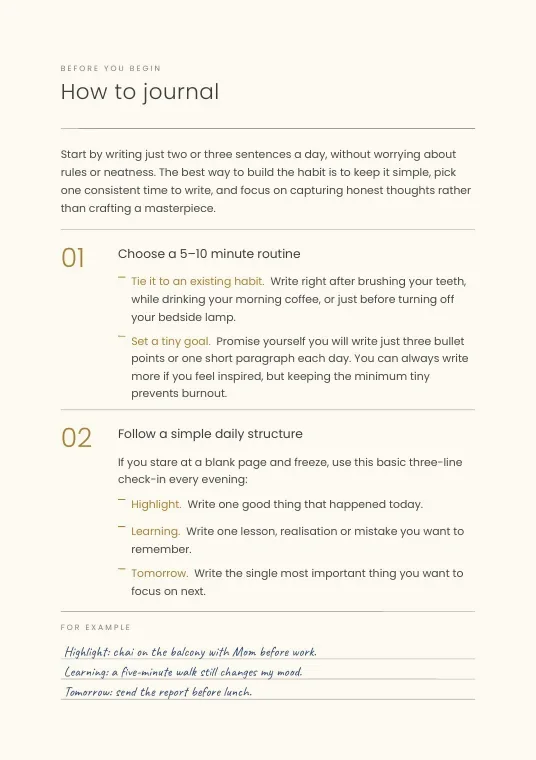 BEFORE YOU BEGIN
How to journal
Start by writing just two or three sentences a day, without worrying about
rules or neatness. The best way to build the habit is to keep it simple, pick
one consistent time to write, and focus on capturing honest thoughts rather
than crafting a masterpiece.
01 Choose a 5–10 minute routine
— Tie it to an existing habit. Write right after brushing your teeth,
while drinking your morning coffee, or just before turning off
your bedside lamp.
— Set a tiny goal. Promise yourself you will write just three bullet
points or one short paragraph each day. You can always write
more if you feel inspired, but keeping the minimum tiny
prevents burnout.
02 Follow a simple daily structure
If you stare at a blank page and freeze, use this basic three-line
check-in every evening:
— Highlight. Write one good thing that happened today.
— Learning. Write one lesson, realisation or mistake you want to
remember.
— Tomorrow. Write the single most important thing you want to
focus on next.
FOR EXAMPLE
Highlight: chai on the balcony with Mom before work.
Learning: a five-minute walk still changes my mood.
Tomorrow: send the report before lunch.